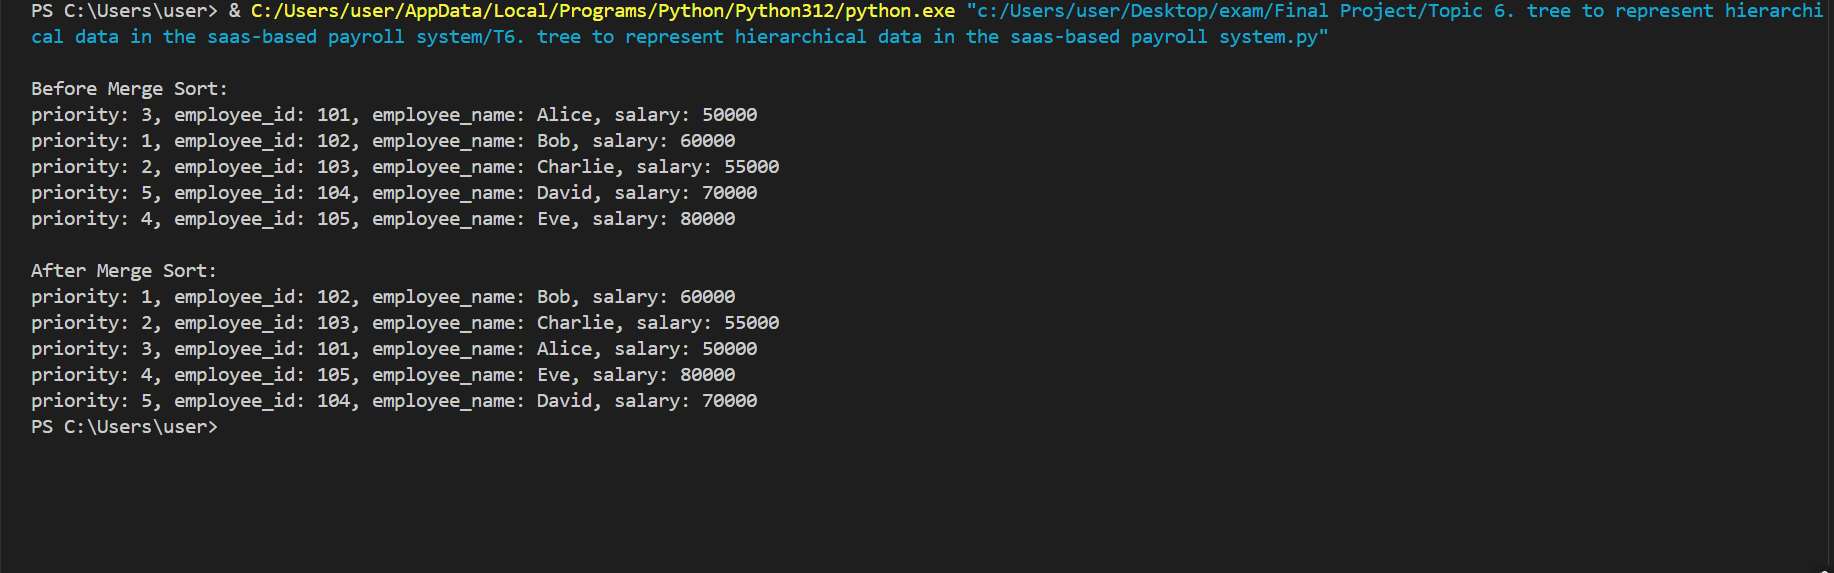 PS C:\Users\user> & C:/Users/user/AppData/Local/Programs/Python/Python312/python.exe "c:/Users/user/Desktop/exam/Final Project/Topic 6. tree to represent hierarchi
cal data in the saas-based payroll system/T6. tree to represent hierarchical data in the saas-based payroll system.py"
Before Merge Sort:
priority: 3, employee_id: 101, employee_name: Alice, salary: 50000
priority: 1, employee_id: 102, employee_name: Bob, salary: 60000
priority: 2, employee_id: 103, employee_name: Charlie, salary: 55000
priority: 5, employee_id: 104, employee_name: David, salary: 70000
priority: 4, employee_id: 105, employee_name: Eve, salary: 80000
After Merge Sort:
priority: 1, employee_id: 102, employee_name: Bob, salary: 60000
priority: 2, employee_id: 103, employee_name: Charlie, salary: 55000
priority: 3, employee_id: 101, employee_name: Alice, salary: 50000
priority: 4, employee_id: 105, employee_name: Eve, salary: 80000
priority: 5, employee_id: 104, employee_name: David, salary: 70000
PS C:\Users\user>